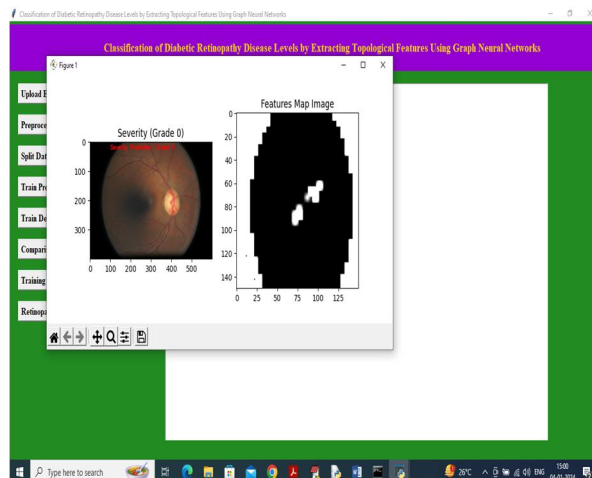 Classification of Diabetic Retinopathy Disease Levels by Extracting Topological Features Using Graph Neural Networks
Classification of Diabetic Retinopathy Disease Levels by Extracting Topological Features Using Graph Neural Networks
Figure 1
Upload
Preproce
Split Dat
Train Pr
Train De
Compari
Training
Retinopa
Severity (Grade 0)
0
100
200
300
0 100 200 300 400 500
Features Map Image
0
20
40
60
80
100
120
140
0 25 50 75 100 125
Type here to search
26°C
ENG
15:00
04-01-2024